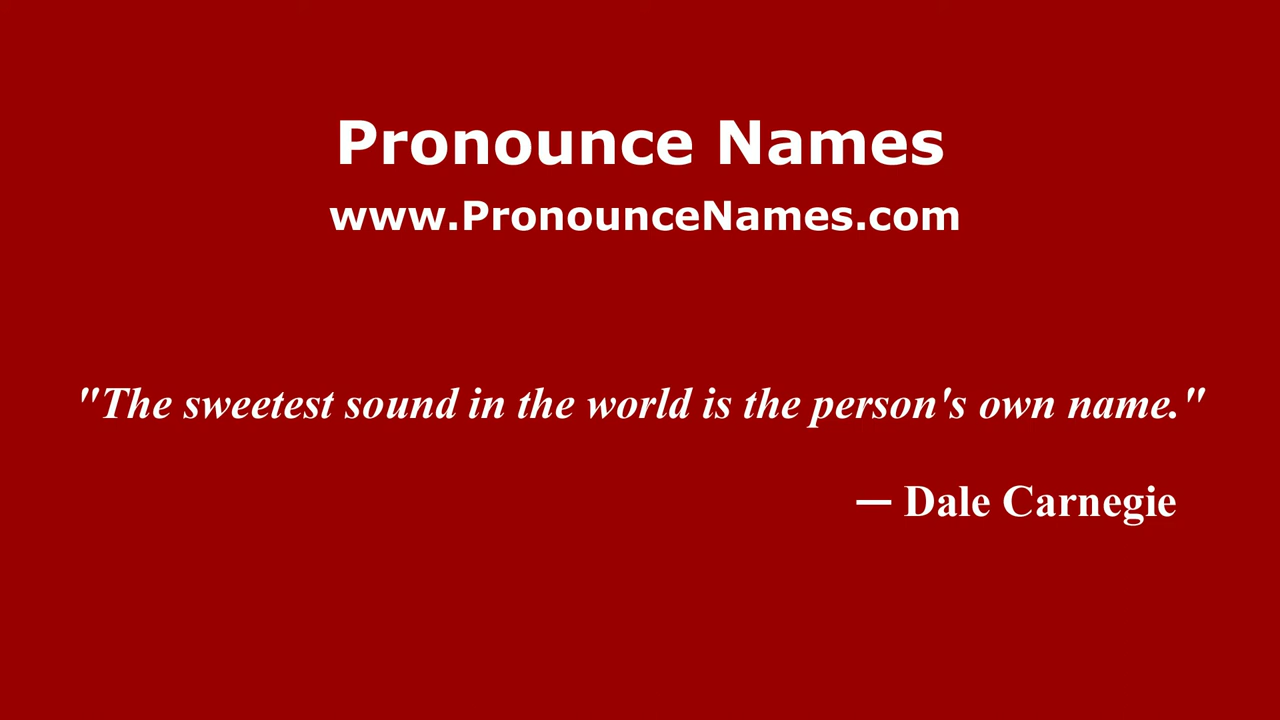 Pronounce Names
www.PronounceNames.com
"The sweetest sound in the world is the person's own name."
— Dale Carnegie